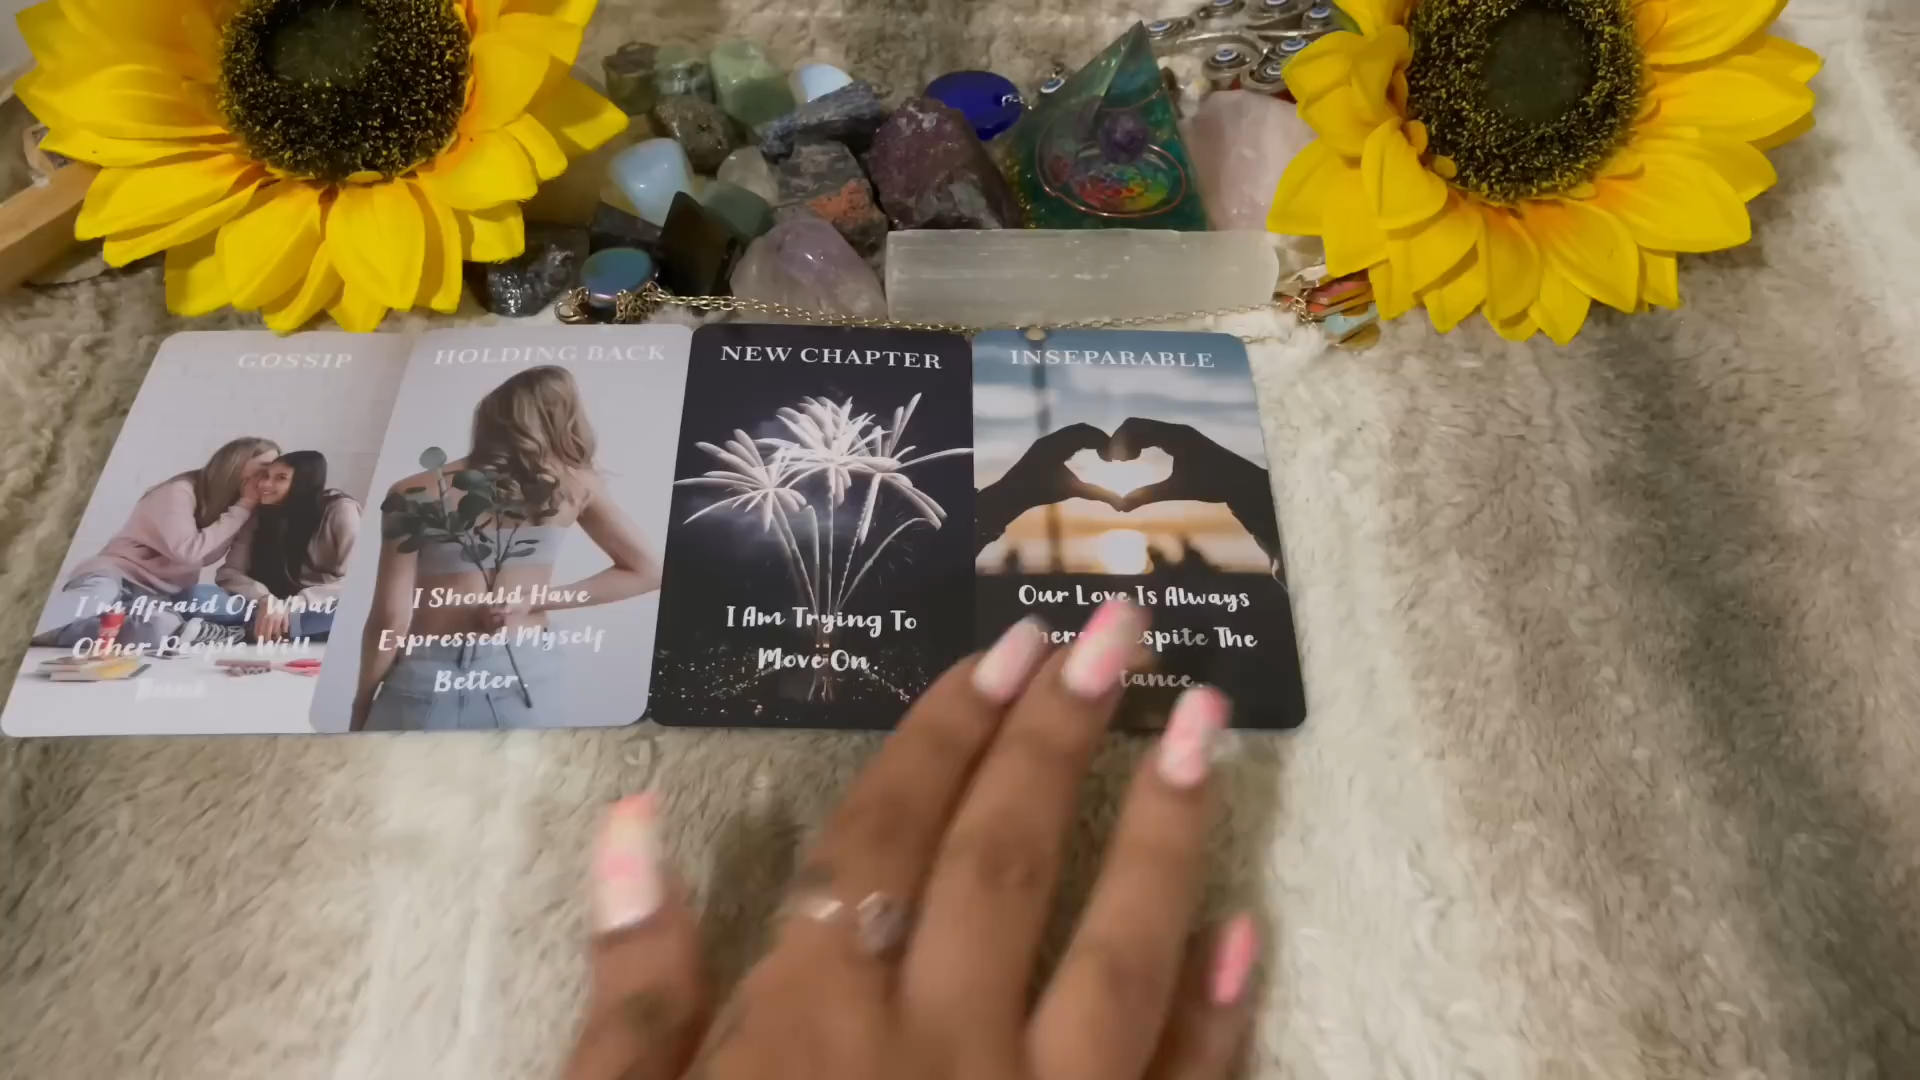 GOSSIP
I'm Afraid Of What
Other People Will
HOLDING BACK
I Should Have
Expressed Myself
Better.
NEW CHAPTER
I Am Trying To
Move On.
INSEPARABLE
Our Love Is Always
The